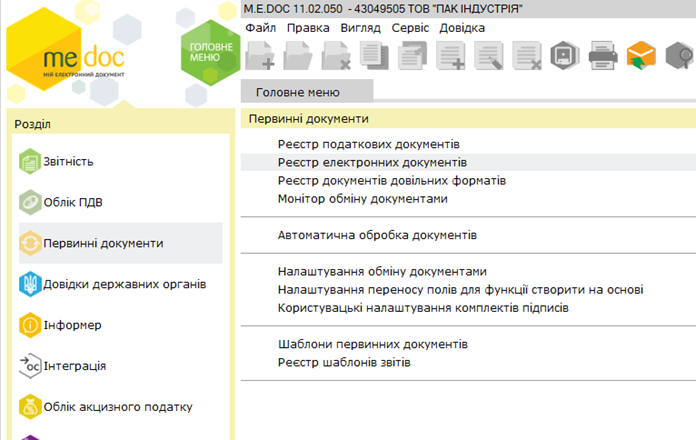 M.E.DOC 11.02.050 - 43049505 ТОВ "ПАК ІНДУСТРІЯ"
me doc
МІЙ ЕЛЕКТРОННИЙ ДОКУМЕНТ
ГОЛОВНЕ
МЕНЮ
Файл Правка Вигляд Сервіс Довідка
Головне меню
Розділ
Звітність
Облік ПДВ
Первинні документи
Довідки державних органів
Інформер
ОС
Інтеграція
Облік акцизного податку
Первинні документи
Реєстр податкових документів
Реєстр електронних документів
Реєстр документів довільних форматів
Монітор обміну документами
Автоматична обробка документів
Налаштування обміну документами
Налаштування переносу полів для функції створити на основі
Користувацькі налаштування комплектів підписів
Шаблони первинних документів
Реєстр шаблонів звітів